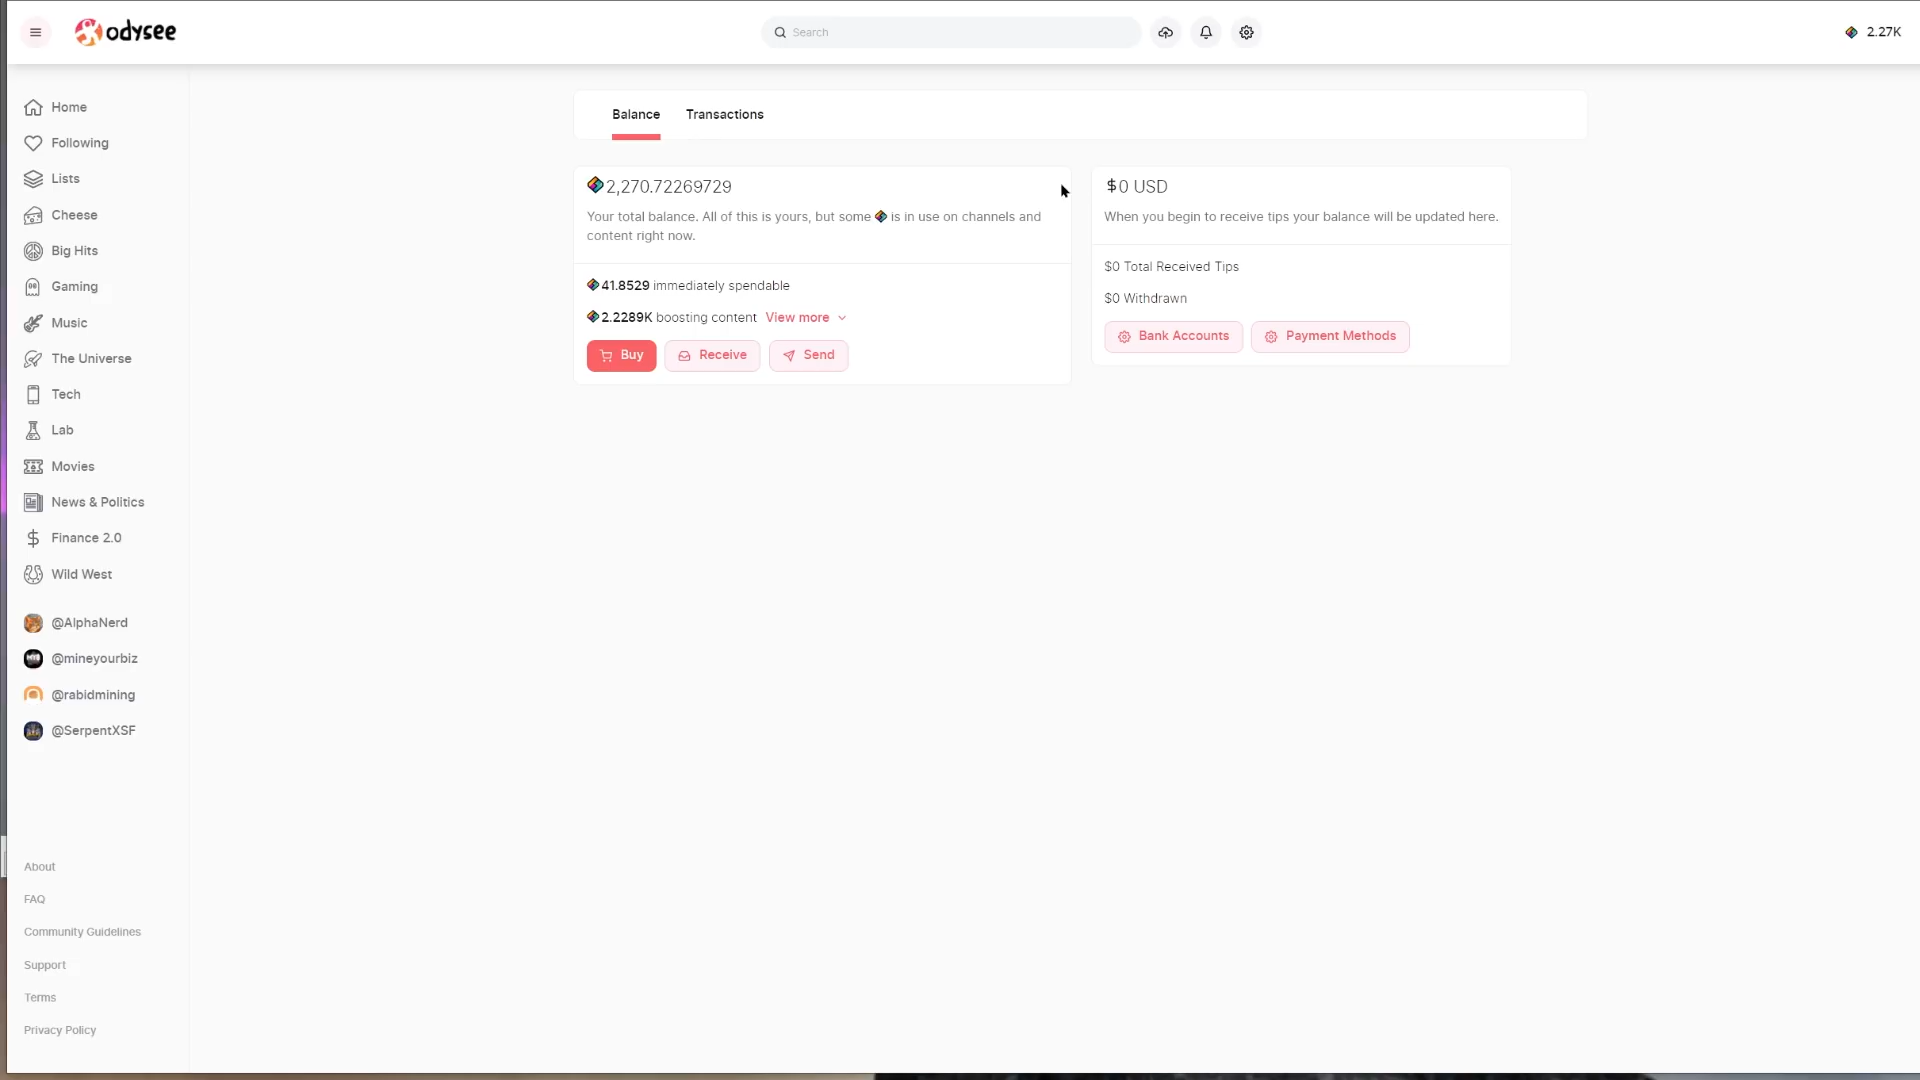 odysee
Search
2.27K
Home
Following
Lists
Cheese
Big Hits
Gaming
Music
The Universe
Tech
Lab
Movies
News & Politics
Finance 2.0
Wild West
@AlphaNerd
@mineyourbiz
@rabidmining
@SerpentXSF
About
FAQ
Community Guidelines
Support
Terms
Privacy Policy
Balance Transactions
2,270.72269729
Your total balance. All of this is yours, but some is in use on channels and
content right now.
41.8529 immediately spendable
2.2289K boosting content View more
Buy Receive Send
$0 USD
When you begin to receive tips your balance will be updated here.
$0 Total Received Tips
$0 Withdrawn
Bank Accounts Payment Methods